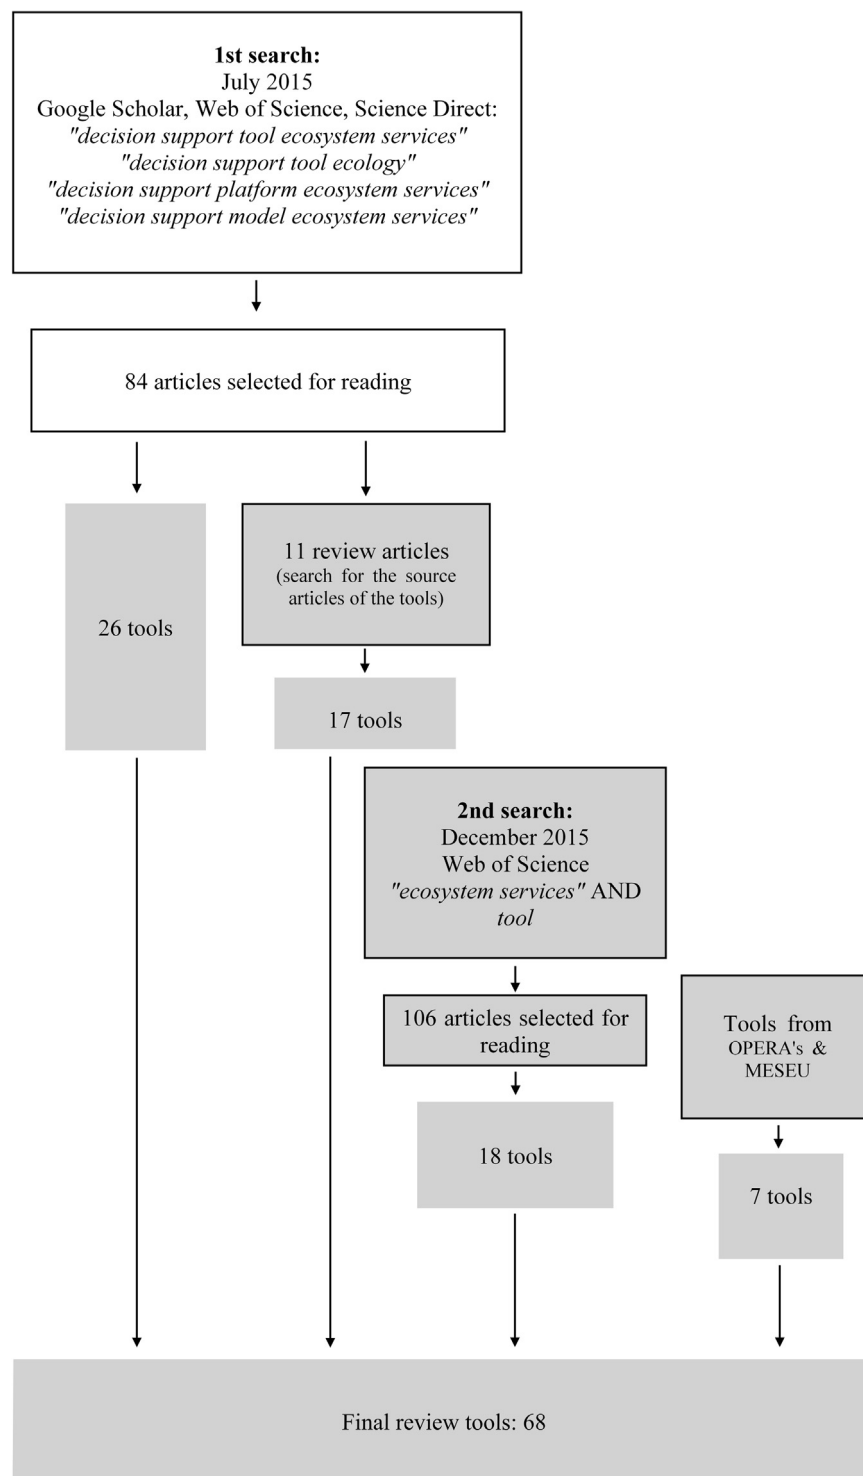 1st search:
July 2015
Google Scholar, Web of Science, Science Direct:
"decision support tool ecosystem services"
"decision support tool ecology"
"decision support platform ecosystem services"
"decision support model ecosystem services"
84 articles selected for reading
26 tools
11 review articles
(search for the source
articles of the tools)
17 tools
2nd search:
December 2015
Web of Science
"ecosystem services" AND
tool
106 articles selected for
reading
18 tools
Tools from
OPERA's &
MESEU
7 tools
Final review tools: 68